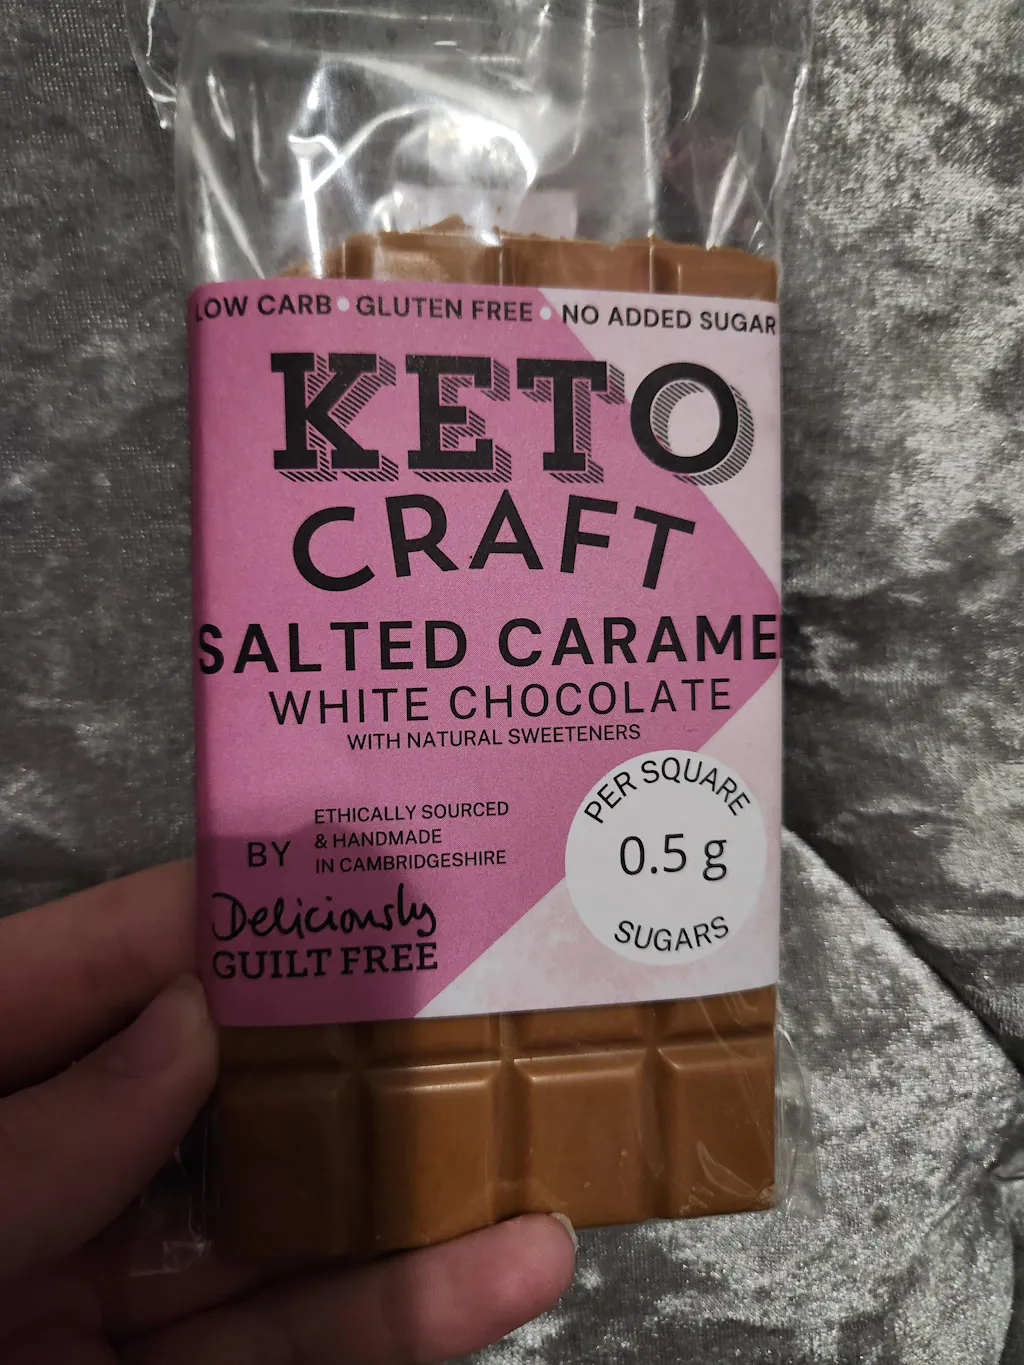 LOW CARB • GLUTEN FREE • NO ADDED SUGAR
KETO
CRAFT
SALTED CARAMEL
WHITE CHOCOLATE
WITH NATURAL SWEETENERS
PER SQUARE
0.5 g
SUGARS
ETHICALLY SOURCED
& HANDMADE
IN CAMBRIDGESHIRE
BY
Deliciously
GUILT FREE